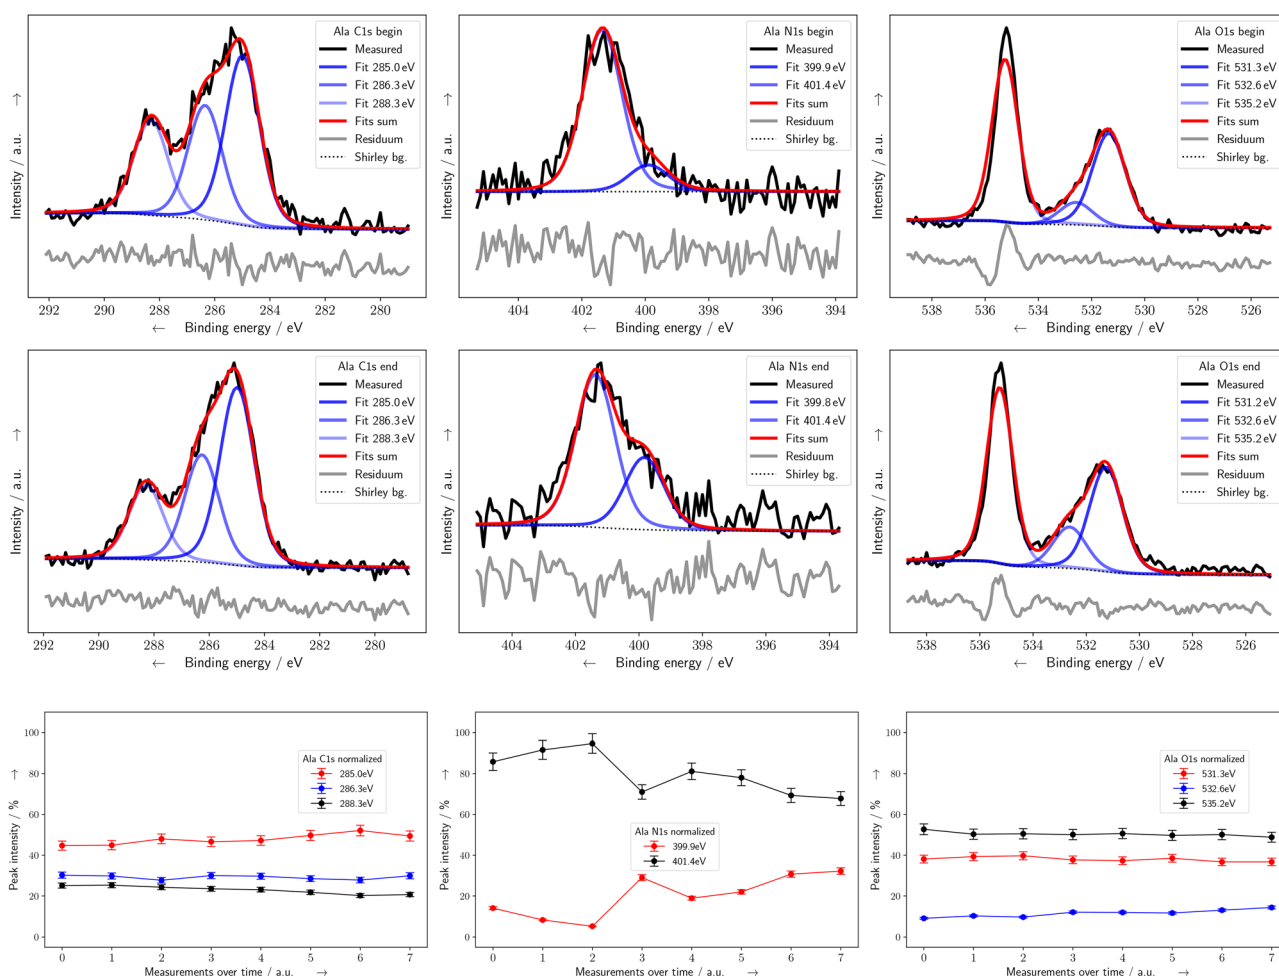 Intensity / a.u. →
Ala C1s begin
Measured
Fit 285.0 eV
Fit 286.3 eV
Fit 288.3 eV
Fits sum
Residuum
Shirley bg.
292 290 288 286 284 282 280
← Binding energy / eV
Intensity / a.u. →
Ala N1s begin
Measured
Fit 399.9 eV
Fit 401.4 eV
Fits sum
Residuum
Shirley bg.
404 402 400 398 396 394
← Binding energy / eV
Intensity / a.u. →
Ala O1s begin
Measured
Fit 531.3 eV
Fit 532.6 eV
Fit 535.2 eV
Fits sum
Residuum
Shirley bg.
538 536 534 532 530 528 526
← Binding energy / eV
Intensity / a.u. →
Ala C1s end
Measured
Fit 285.0 eV
Fit 286.3 eV
Fit 288.3 eV
Fits sum
Residuum
Shirley bg.
292 290 288 286 284 282 280
← Binding energy / eV
Intensity / a.u. →
Ala N1s end
Measured
Fit 399.8 eV
Fit 401.4 eV
Fits sum
Residuum
Shirley bg.
404 402 400 398 396 394
← Binding energy / eV
Intensity / a.u. →
Ala O1s end
Measured
Fit 531.2 eV
Fit 532.6 eV
Fit 535.2 eV
Fits sum
Residuum
Shirley bg.
538 536 534 532 530 528 526
← Binding energy / eV
Peak intensity / % →
100
80
60
40
20
0
Ala C1s normalized
285.0eV
286.3eV
288.3eV
0 1 2 3 4 5 6 7
Measurements over time / a.u. →
Peak intensity / % →
100
80
60
40
20
0
Ala N1s normalized
399.9eV
401.4eV
0 1 2 3 4 5 6 7
Measurements over time / a.u. →
Peak intensity / % →
100
80
60
40
20
0
Ala O1s normalized
531.3eV
532.6eV
535.2eV
0 1 2 3 4 5 6 7
Measurements over time / a.u. →